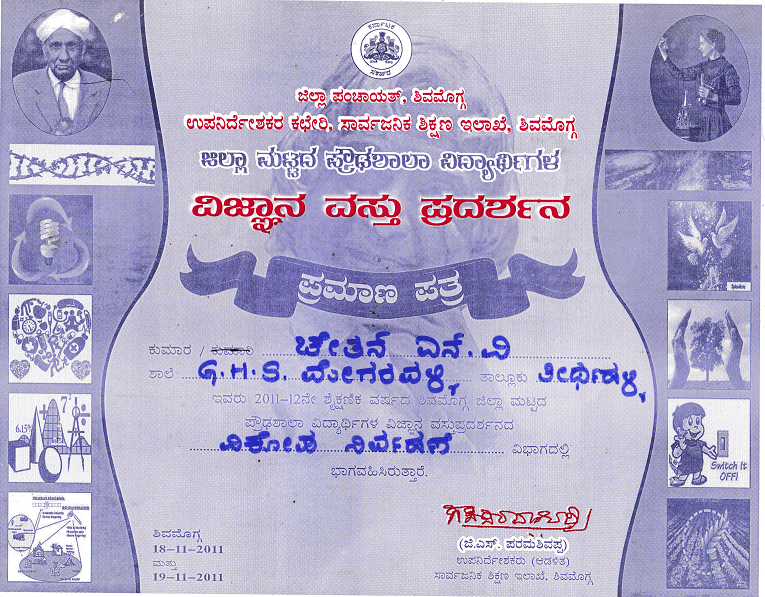 ಕರ್ನಾಟಕ
ಸರ್ಕಾರ
ಜಿಲ್ಲಾ ಪಂಚಾಯತ್, ಶಿವಮೊಗ್ಗ
ಉಪನಿರ್ದೇಶಕರ ಕಛೇರಿ, ಸಾರ್ವಜನಿಕ ಶಿಕ್ಷಣ ಇಲಾಖೆ, ಶಿವಮೊಗ್ಗ
ಜಿಲ್ಲಾ ಮಟ್ಟದ ಪ್ರೌಢಶಾಲಾ ವಿದ್ಯಾರ್ಥಿಗಳ
ವಿಜ್ಞಾನ ವಸ್ತು ಪ್ರದರ್ಶನ
ಪ್ರಮಾಣ ಪತ್ರ
ಕುಮಾರ / ಕುಮಾರಿ ಚೇತನ್ ಎನ್.ವಿ
ಶಾಲೆ G.H.S. ಮೇಗರವಳ್ಳಿ, ತಾಲ್ಲೂಕು ತೀರ್ಥಹಳ್ಳಿ
ಇವರು 2011–12ನೇ ಶೈಕ್ಷಣಿಕ ವರ್ಷದ ಶಿವಮೊಗ್ಗ ಜಿಲ್ಲಾ ಮಟ್ಟದ
ಪ್ರೌಢಶಾಲಾ ವಿದ್ಯಾರ್ಥಿಗಳ ವಿಜ್ಞಾನ ವಸ್ತುಪ್ರದರ್ಶನದ
ವಿಕೋಪ ನಿರ್ವಹಣೆ ವಿಭಾಗದಲ್ಲಿ
ಭಾಗವಹಿಸಿರುತ್ತಾರೆ.
ಶಿವಮೊಗ್ಗ
18–11–2011
ಮತ್ತು
19–11–2011
(ಜಿ.ಎಸ್. ಪರಮಶಿವಪ್ಪ)
ಉಪನಿರ್ದೇಶಕರು (ಆಡಳಿತ)
ಸಾರ್ವಜನಿಕ ಶಿಕ್ಷಣ ಇಲಾಖೆ, ಶಿವಮೊಗ್ಗ
6.15%
Switch It
OFF!